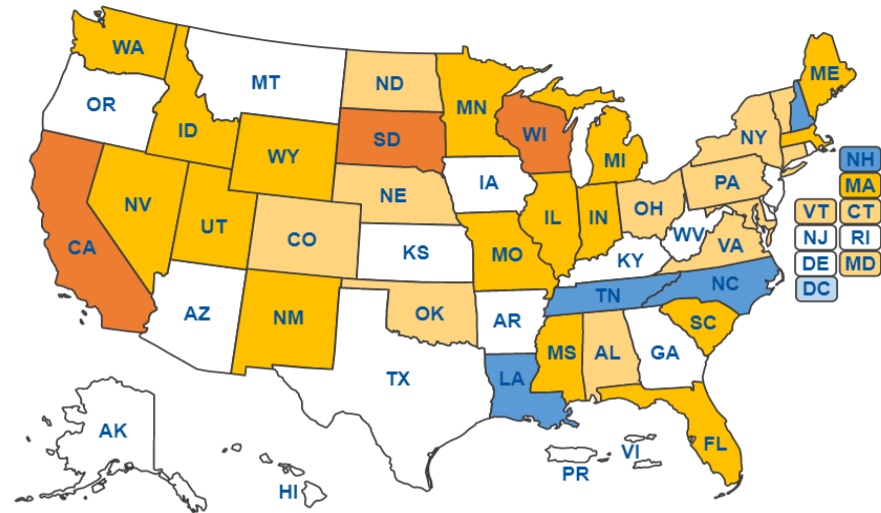 WA
MT
ND
MN
ME
OR
ID
SD
WI
NY
WY
MI
NH
IA
PA
MA
NV
NE
IL
IN
OH
VT CT
UT
CO
KS
MO
WV
VA
NJ RI
CA
KY
DE MD
AZ
NM
OK
AR
TN
NC
DC
SC
MS
AL
GA
TX
LA
AK
FL
HI
PR
VI